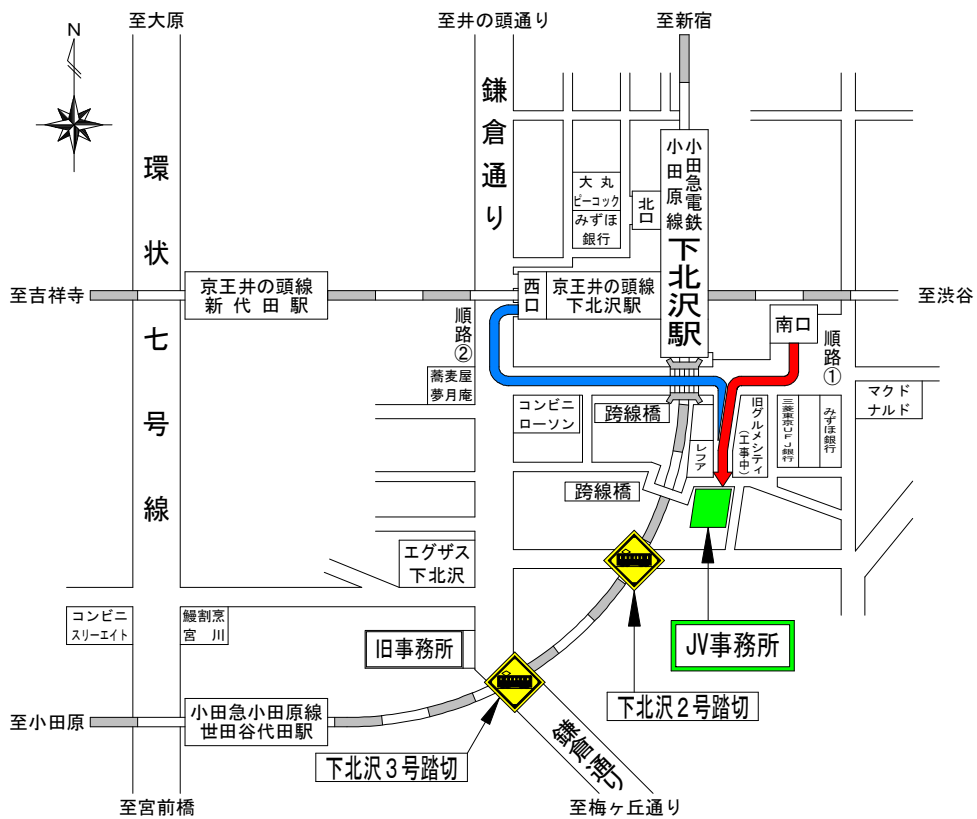 至大原
至井の頭通り
至新宿
N
鎌倉通り
環状七号線
小田急電鉄
小田原線
下北沢駅
大丸
ピーコック
みずほ
銀行
北口
至吉祥寺
京王井の頭線
新代田駅
西口
京王井の頭線
下北沢駅
至渋谷
南口
順路①
順路②
蕎麦屋
夢月庵
マクド
ナルド
コンビニ
ローソン
跨線橋
レフア
旧グルメシティ
(工事中)
三菱東京UFJ銀行
みずほ銀行
跨線橋
エグザス
下北沢
コンビニ
スリーエイト
鰻割烹
宮川
旧事務所
JV事務所
下北沢2号踏切
至小田原
小田急小田原線
世田谷代田駅
下北沢3号踏切
鎌倉通り
至宮前橋
至梅ヶ丘通り